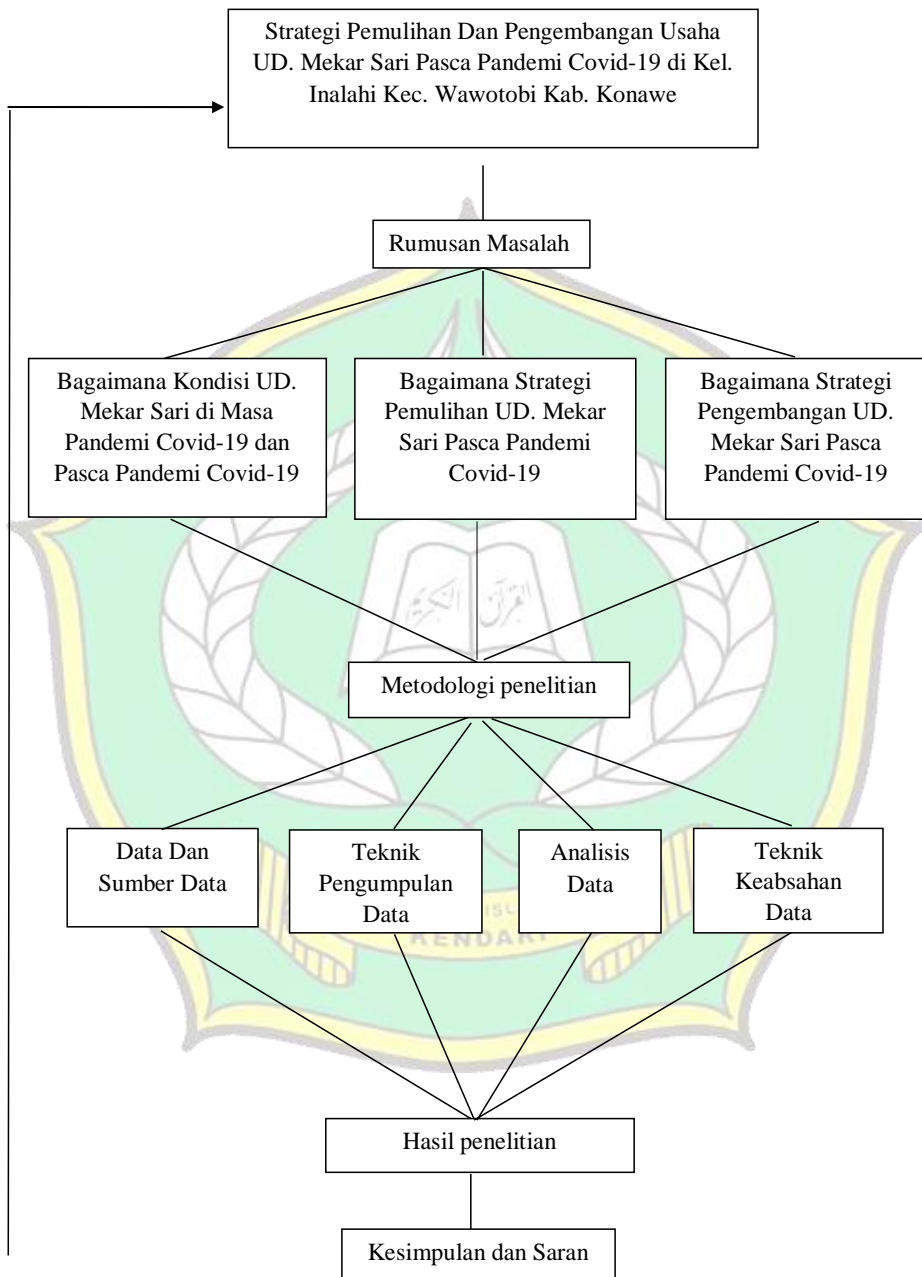 Strategi Pemulihan Dan Pengembangan Usaha
UD. Mekar Sari Pasca Pandemi Covid-19 di Kel.
Inalahi Kec. Wawotobi Kab. Konawe
Rumusan Masalah
Bagaimana Kondisi UD.
Mekar Sari di Masa
Pandemi Covid-19 dan
Pasca Pandemi Covid-19
Bagaimana Strategi
Pemulihan UD. Mekar
Sari Pasca Pandemi
Covid-19
Bagaimana Strategi
Pengembangan UD.
Mekar Sari Pasca
Pandemi Covid-19
القرآن الكريم
Metodologi penelitian
Data Dan
Sumber Data
Teknik
Pengumpulan
Data
Analisis
Data
Teknik
Keabsahan
Data
KENDARI
Hasil penelitian
Kesimpulan dan Saran